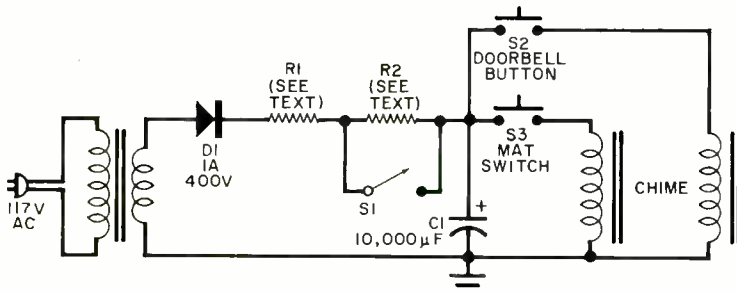 117V
AC
D1
1A
400V
R1
(SEE
TEXT)
R2
(SEE
TEXT)
S1
C1
10,000µF
+
S2
DOORBELL
BUTTON
S3
MAT
SWITCH
CHIME